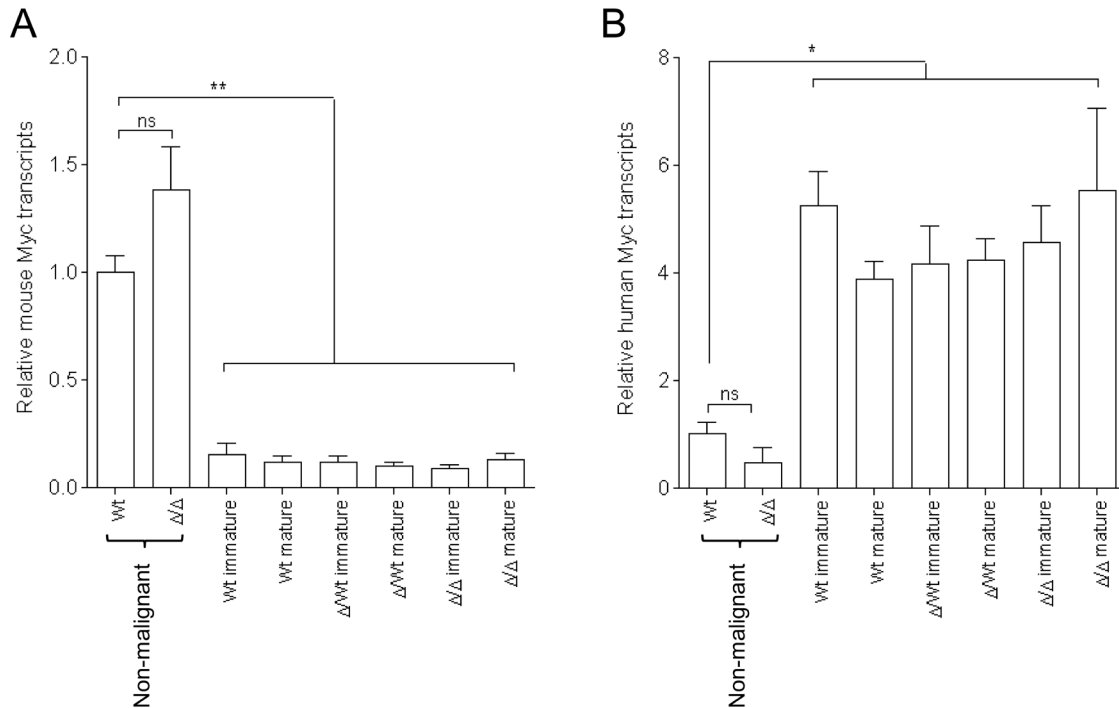 A
Relative mouse Myc transcripts
2.0
1.5
1.0
0.5
0.0
**
ns
Wt
Δ/Δ
Wt immature
Wt mature
Δ/Wt immature
Δ/Wt mature
Δ/Δ immature
Δ/Δ mature
Non-malignant
B
Relative human Myc transcripts
8
6
4
2
0
*
ns
Wt
Δ/Δ
Wt immature
Wt mature
Δ/Wt immature
Δ/Wt mature
Δ/Δ immature
Δ/Δ mature
Non-malignant